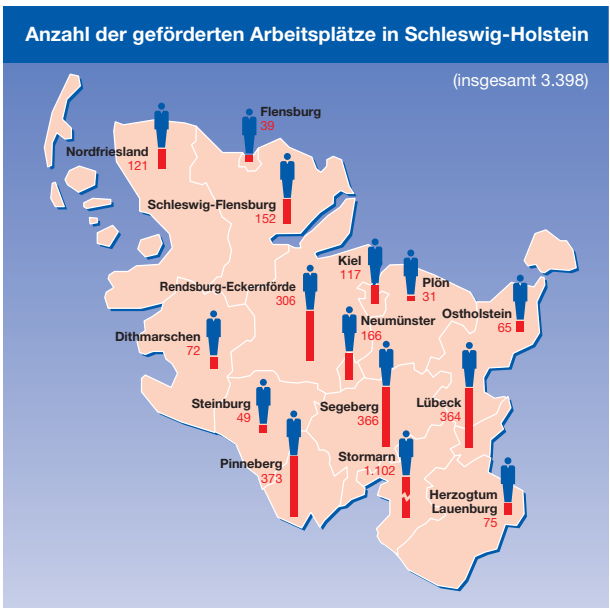 Anzahl der geförderten Arbeitsplätze in Schleswig-Holstein
(insgesamt 3.398)
Flensburg
39
Nordfriesland
121
Schleswig-Flensburg
152
Kiel
117
Plön
31
Rendsburg-Eckernförde
306
Ostholstein
65
Neumünster
166
Dithmarschen
72
Steinburg
49
Segeberg
366
Lübeck
364
Pinneberg
373
Stormarn
1.102
Herzogtum
Lauenburg
75